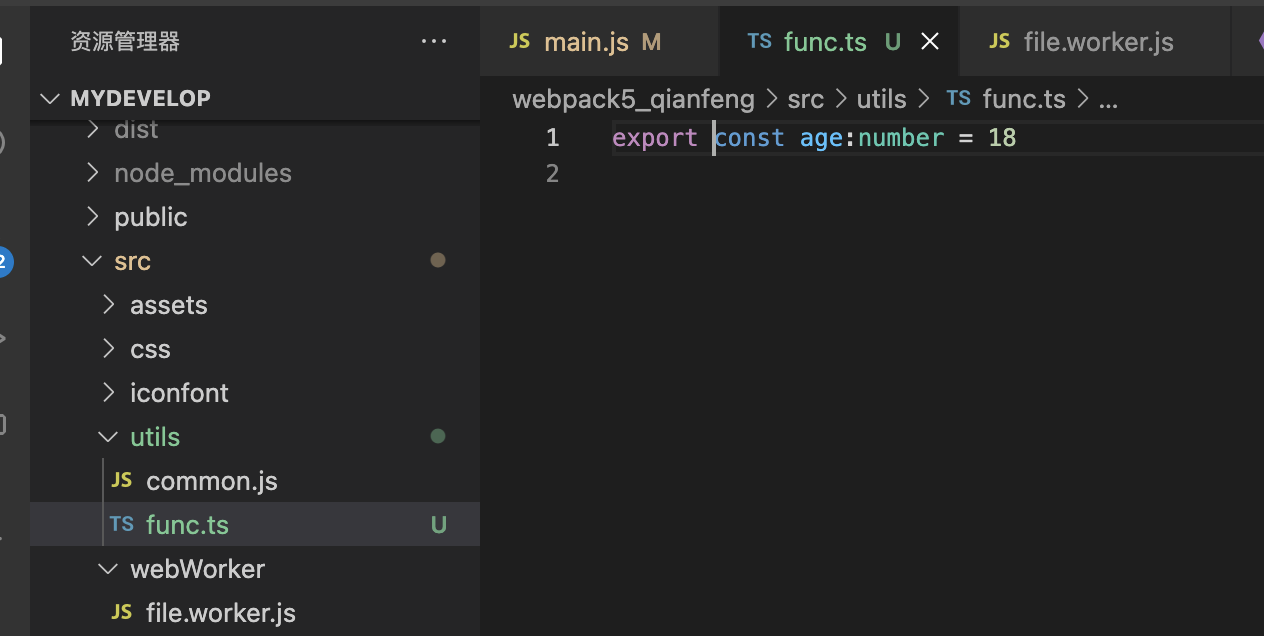 资源管理器 ...
MYDEVELOP
dist
node_modules
public
src
assets
css
iconfont
utils
JS common.js
TS func.ts U
webWorker
JS file.worker.js
2
JS main.js M
TS func.ts U
JS file.worker.js
webpack5_qianfeng > src > utils > TS func.ts > ...
1 export const age:number = 18
2